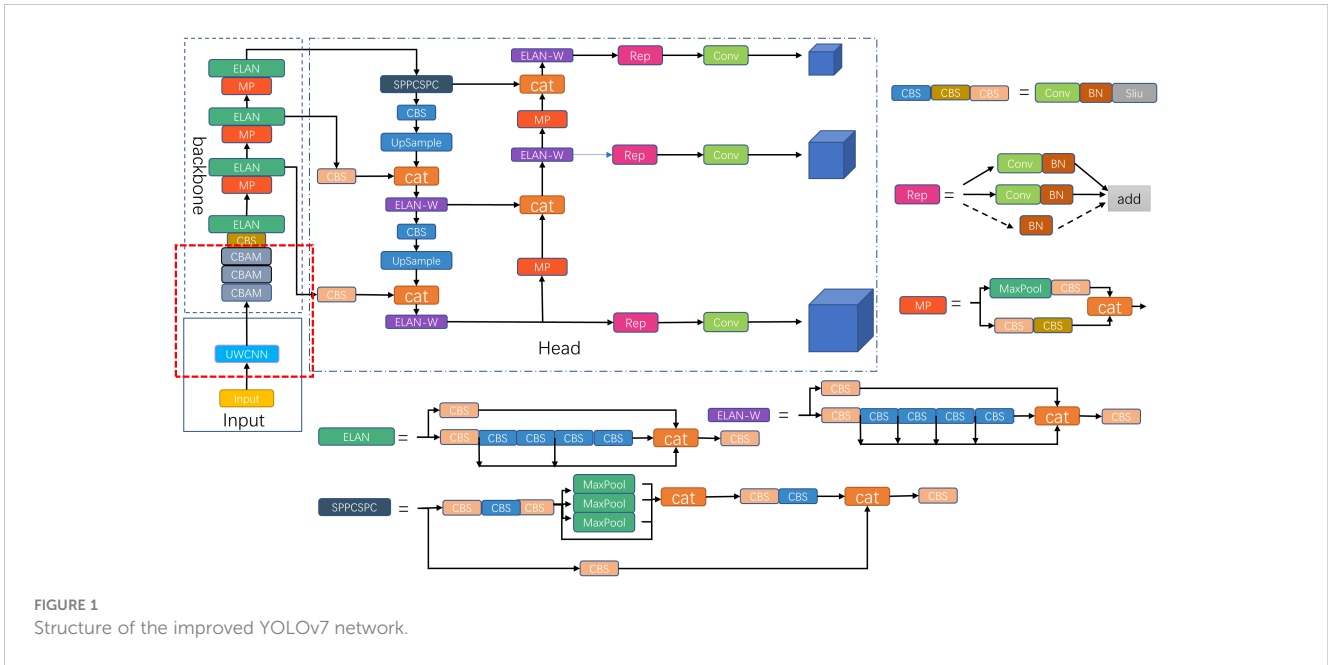 ELAN
MP
ELAN
MP
ELAN
MP
ELAN
CBS
CBAM
CBAM
CBAM
backbone
UWCNN
Input
Input
SPPCSPC
CBS
UpSample
CBS
cat
ELAN-W
CBS
UpSample
CBS
cat
ELAN-W
ELAN-W
Rep
Conv
cat
MP
ELAN-W
Rep
Conv
cat
MP
Rep
Conv
Head
CBS CBS CBS = Conv BN Sliu
Conv BN
Rep = Conv BN add
BN
MaxPool CBS
MP = cat
CBS CBS
CBS
ELAN = CBS CBS CBS CBS CBS cat CBS
CBS
ELAN-W = CBS CBS CBS CBS CBS cat CBS
MaxPool
SPPCSPC = CBS CBS CBS MaxPool cat CBS CBS cat CBS
MaxPool
CBS
FIGURE 1
Structure of the improved YOLOv7 network.